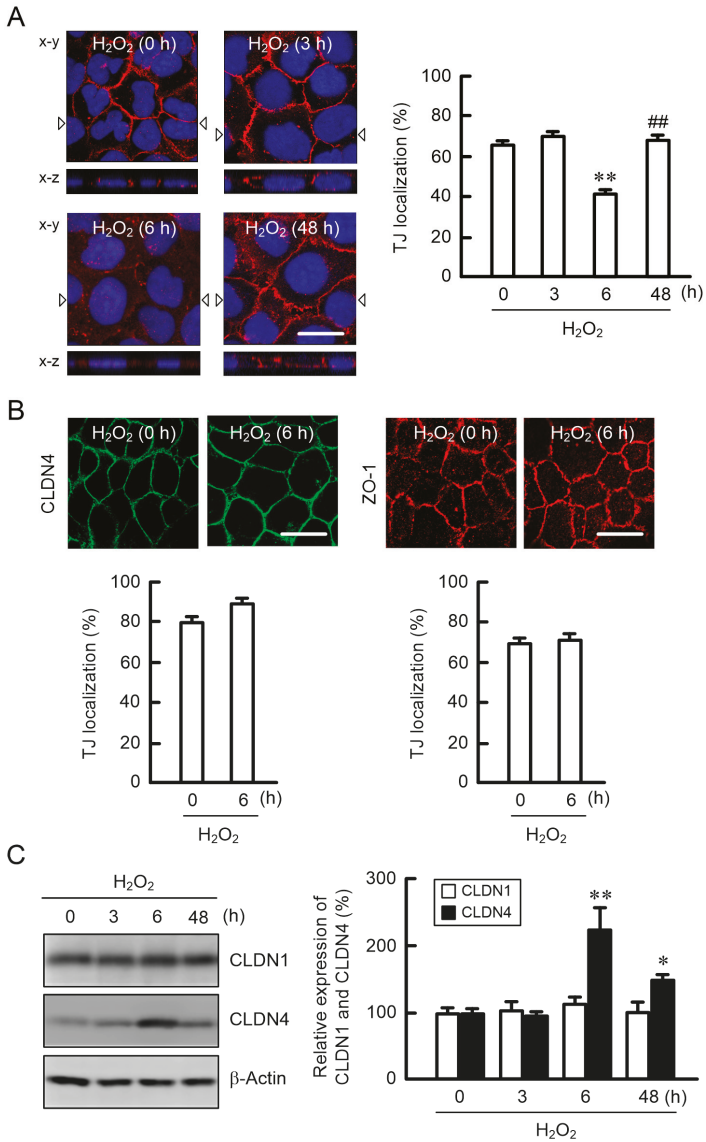 A
x-y
H₂O₂ (0 h)
H₂O₂ (3 h)
x-z
x-y
H₂O₂ (6 h)
H₂O₂ (48 h)
x-z
TJ localization (%)
100
80
60
40
20
0
**
##
0 3 6 48 (h)
H₂O₂
B
CLDN4
H₂O₂ (0 h)
H₂O₂ (6 h)
ZO-1
H₂O₂ (0 h)
H₂O₂ (6 h)
TJ localization (%)
100
80
60
40
20
0
0 6 (h)
H₂O₂
TJ localization (%)
100
80
60
40
20
0
0 6 (h)
H₂O₂
C
H₂O₂
0 3 6 48 (h)
CLDN1
CLDN4
β-Actin
Relative expression of
CLDN1 and CLDN4 (%)
300
200
100
0
CLDN1
CLDN4
**
*
0 3 6 48 (h)
H₂O₂